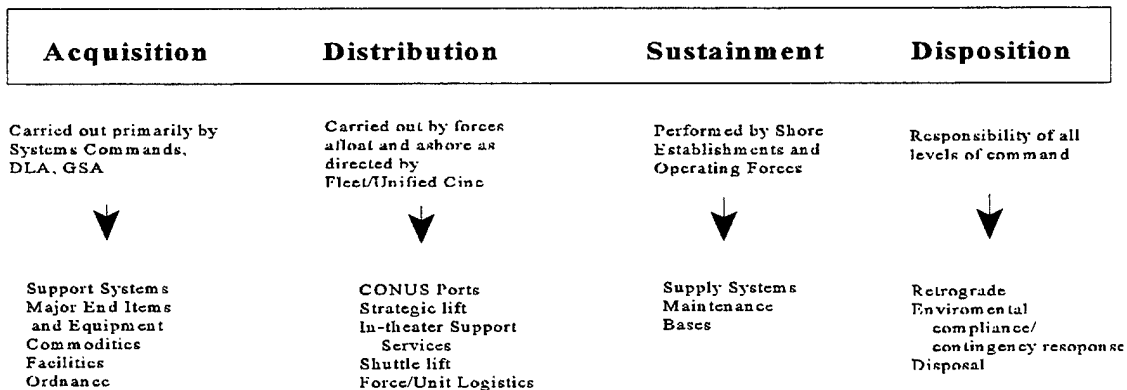 Acquisition
Distribution
Sustainment
Disposition
Carried out primarily by
Systems Commands,
DLA, GSA
Carried out by forces
afloat and ashore as
directed by
Fleet/Unified Cinc
Performed by Shore
Establishments and
Operating Forces
Responsibility of all
levels of command
Support Systems
Major End Items
and Equipment
Commodities
Facilities
Ordnance
CONUS Ports
Strategic lift
In-theater Support
Services
Shuttle lift
Force/Unit Logistics
Supply Systems
Maintenance
Bases
Retrograde
Enviromental
compliance/
contingency resoponse
Disposal